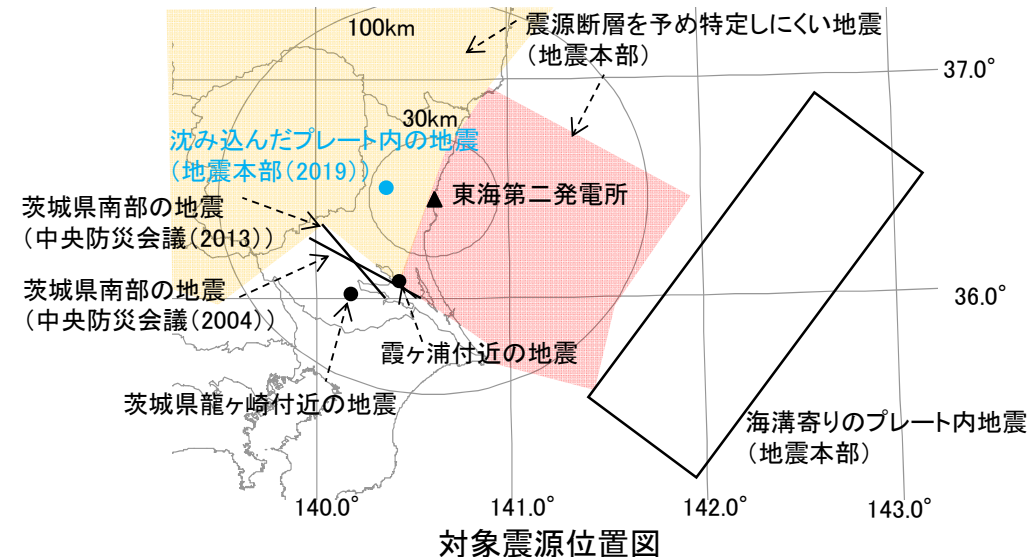 100km
震源断層を予め特定しにくい地震
（地震本部）
37.0°
30km
沈み込んだプレート内の地震
（地震本部（2019））
東海第二発電所
茨城県南部の地震
（中央防災会議（2013））
茨城県南部の地震
（中央防災会議（2004））
36.0°
霞ヶ浦付近の地震
茨城県龍ヶ崎付近の地震
海溝寄りのプレート内地震
（地震本部）
140.0°
141.0°
142.0°
143.0°
対象震源位置図